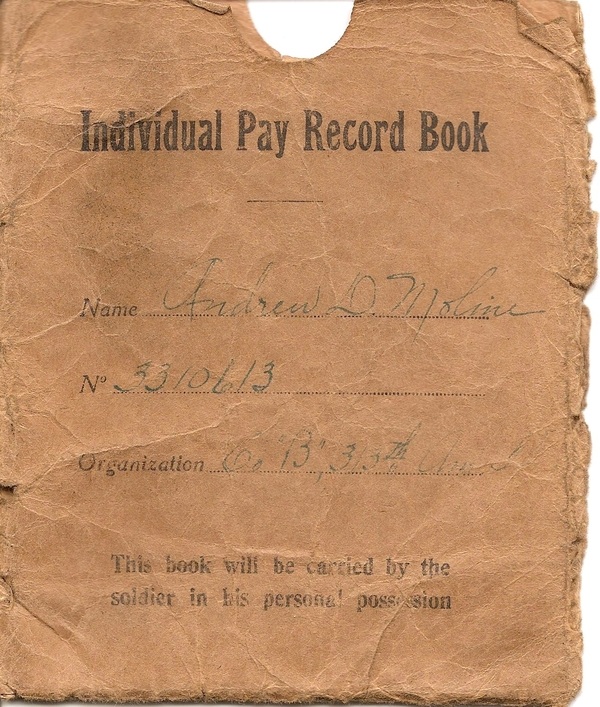 Individual Pay Record Book
Name Andrew D. Moline
Nº 3310613
Organization Co "B", 33th
This book will be carried by the
soldier in his personal possession